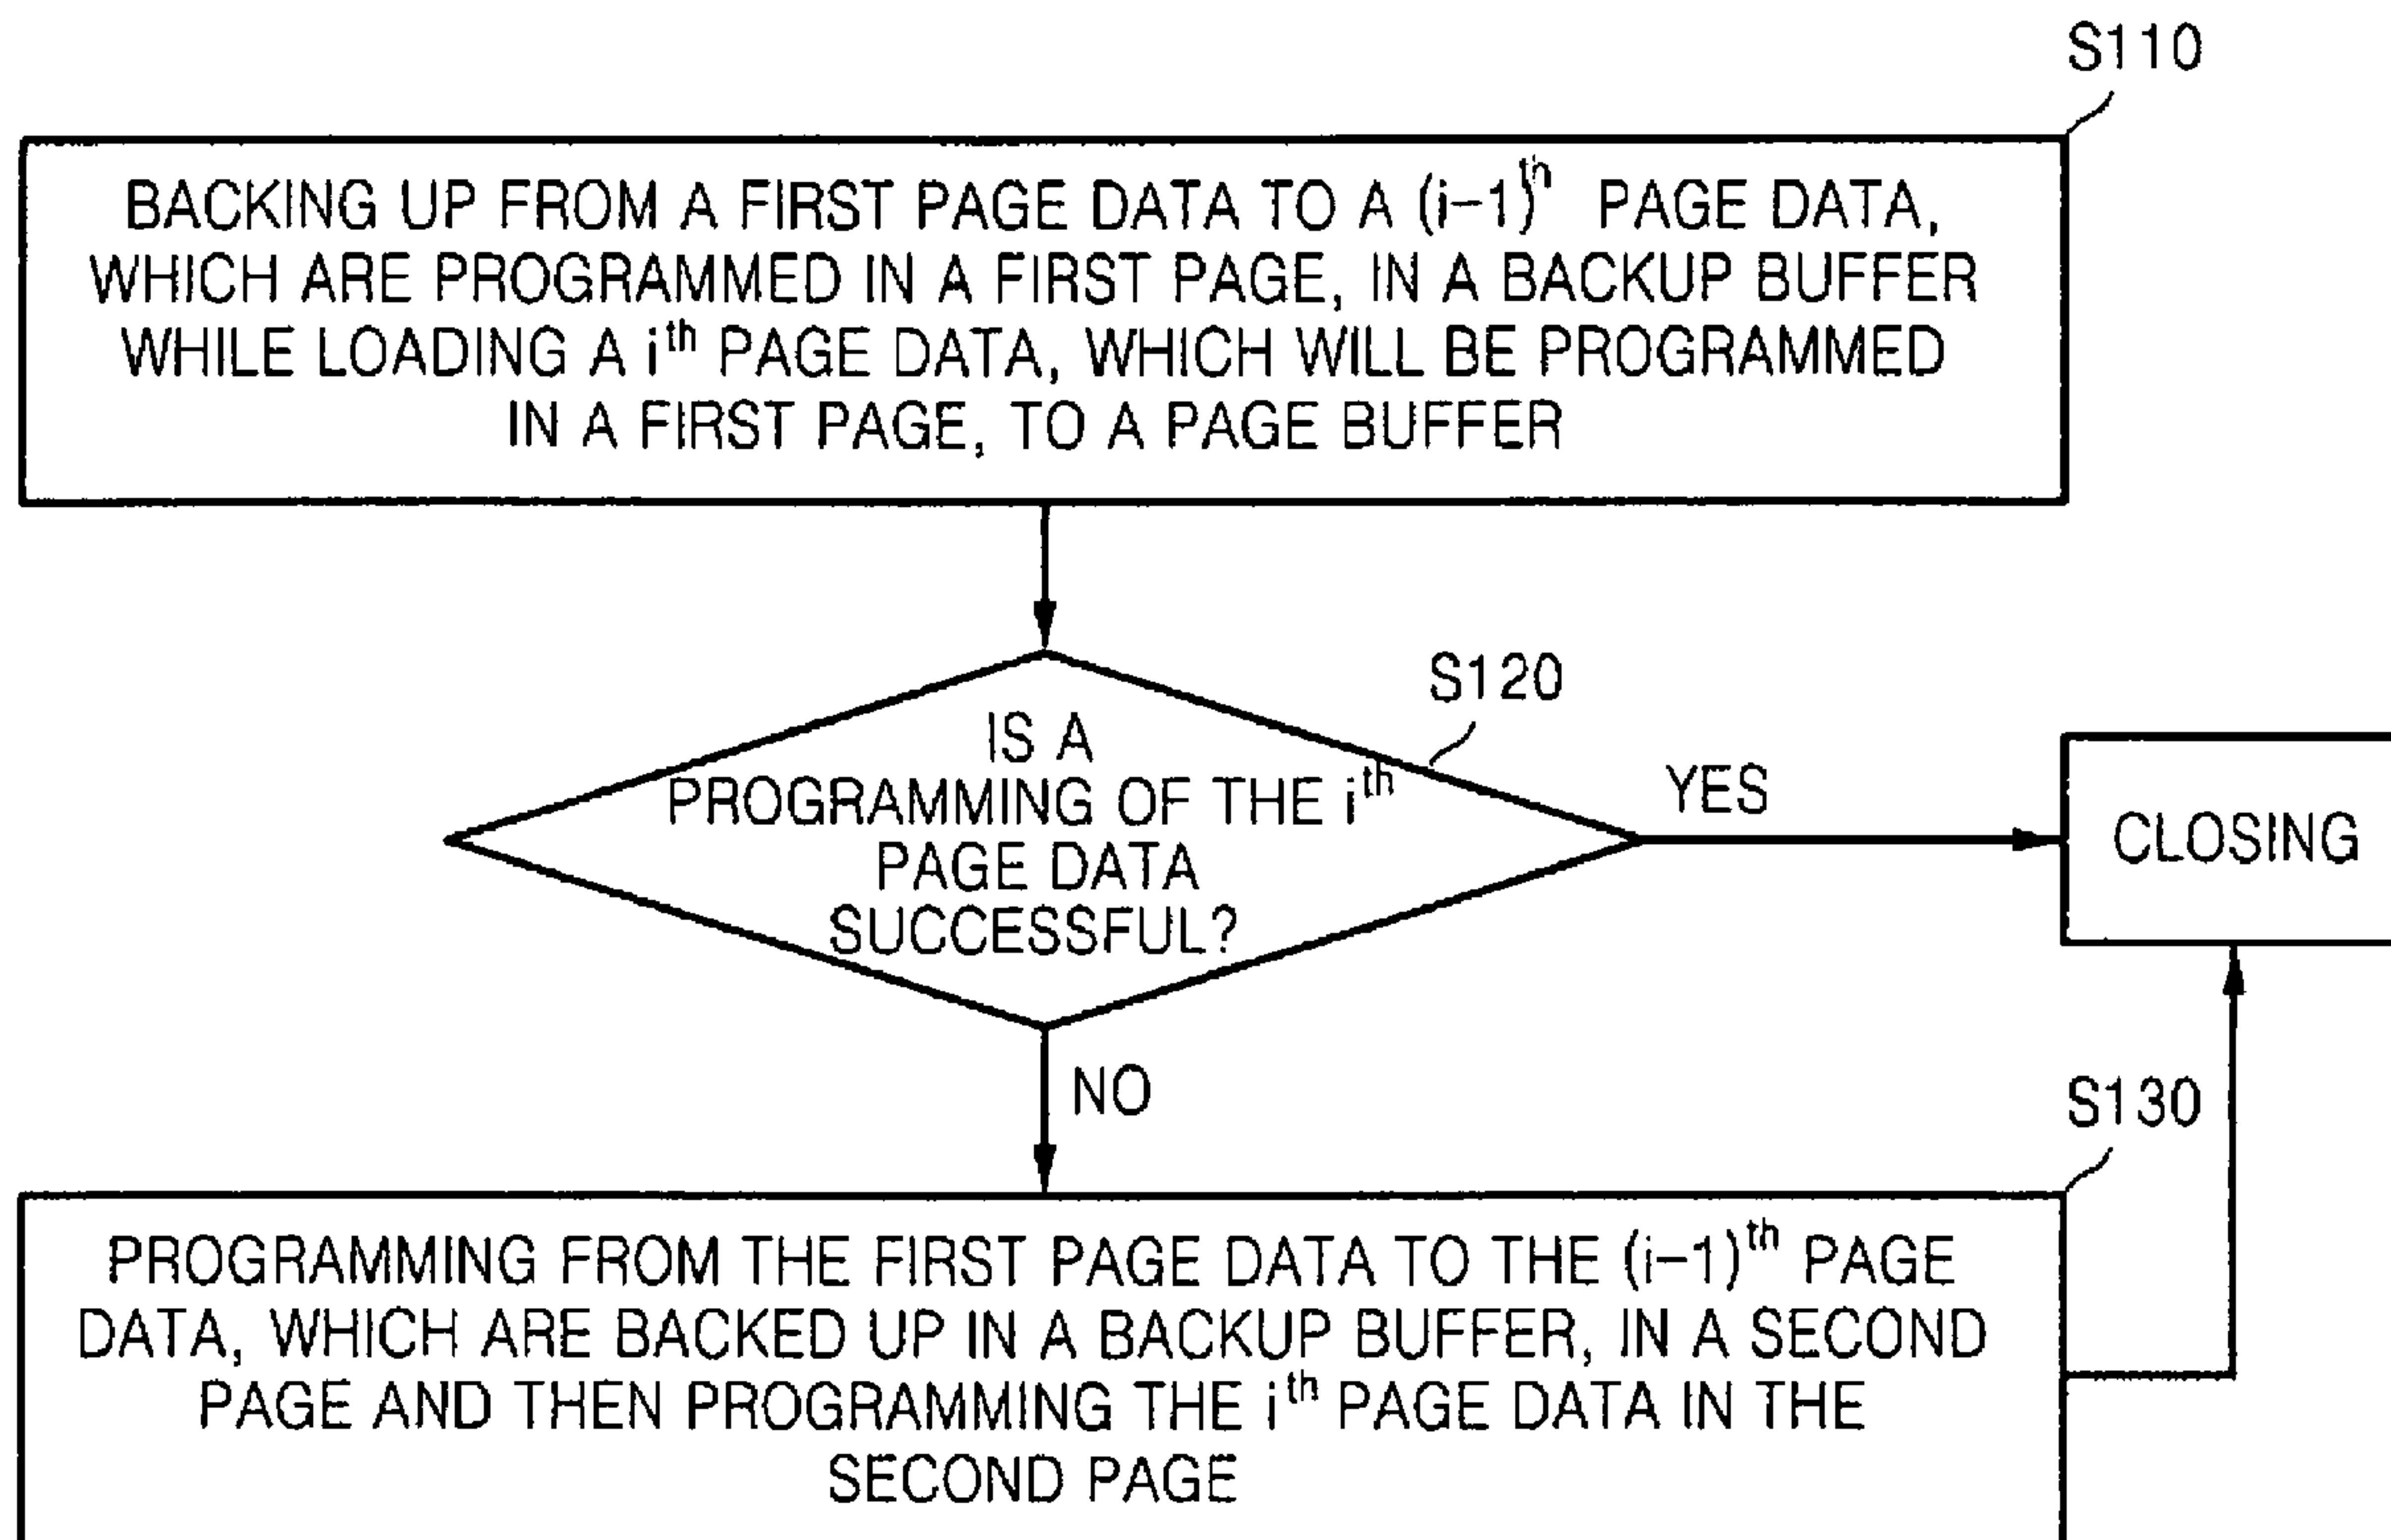 S110
BACKING UP FROM A FIRST PAGE DATA TO A (i-1)th PAGE DATA,
WHICH ARE PROGRAMMED IN A FIRST PAGE, IN A BACKUP BUFFER
WHILE LOADING A ith PAGE DATA, WHICH WILL BE PROGRAMMED
IN A FIRST PAGE, TO A PAGE BUFFER
S120
IS A
PROGRAMMING OF THE ith
PAGE DATA
SUCCESSFUL?
YES
CLOSING
NO
S130
PROGRAMMING FROM THE FIRST PAGE DATA TO THE (i-1)th PAGE
DATA, WHICH ARE BACKED UP IN A BACKUP BUFFER, IN A SECOND
PAGE AND THEN PROGRAMMING THE ith PAGE DATA IN THE
SECOND PAGE